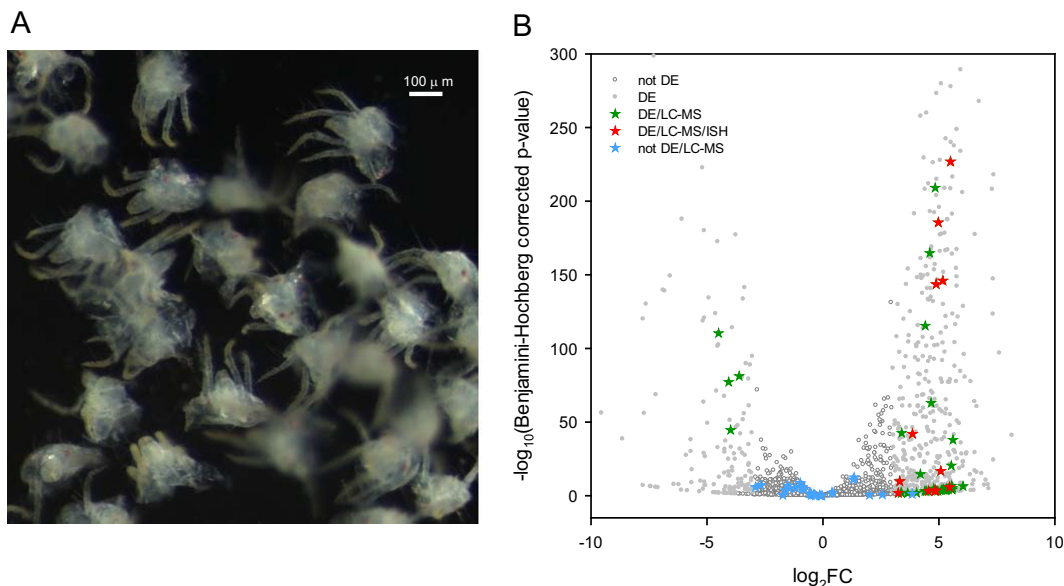 A
100 μ m
B
-log10(Benjamini-Hochberg corrected p-value)
300
250
200
150
100
50
0
not DE
DE
DE/LC-MS
DE/LC-MS/ISH
not DE/LC-MS
-10
-5
0
5
10
log2FC